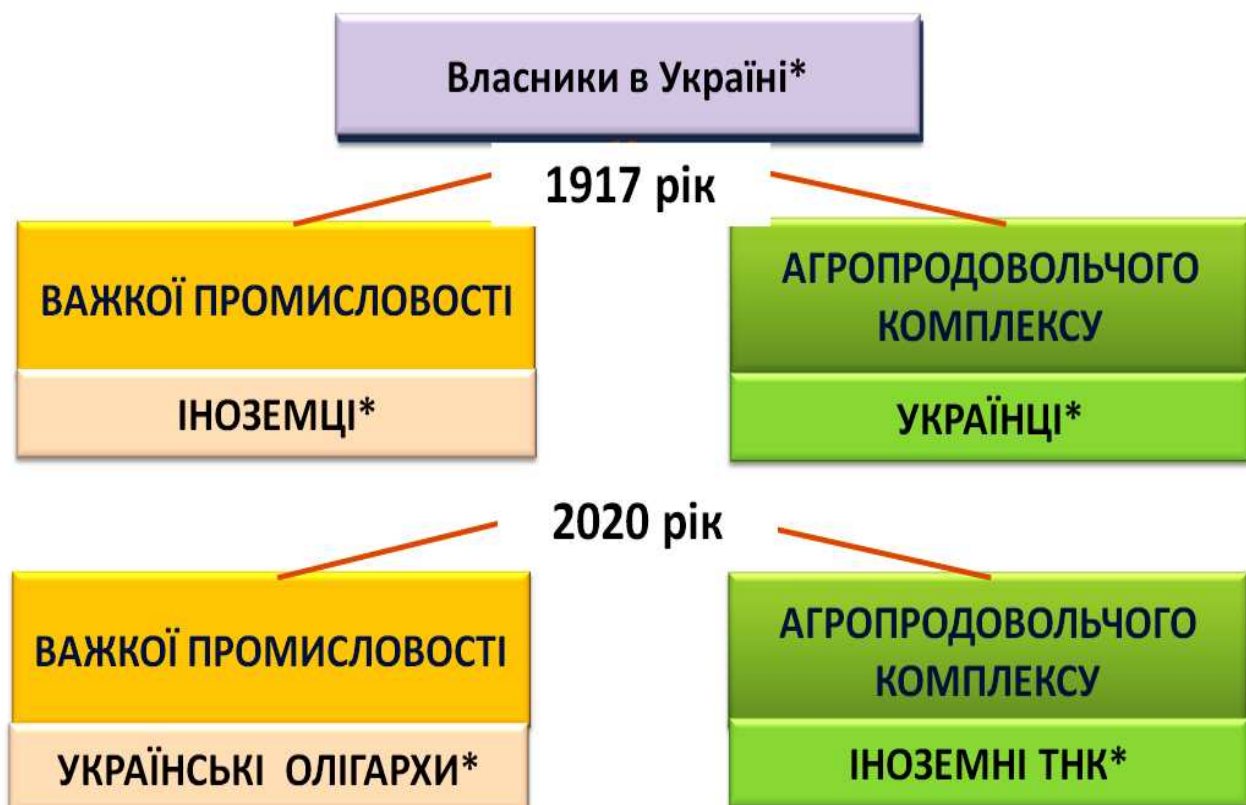 Власники в Україні*
1917 рік
ВАЖКОЇ ПРОМИСЛОВОСТІ
ІНОЗЕМЦІ*
АГРОПРОДОВОЛЬЧОГО
КОМПЛЕКСУ
УКРАЇНЦІ*
2020 рік
ВАЖКОЇ ПРОМИСЛОВОСТІ
УКРАЇНСЬКІ ОЛІГАРХИ*
АГРОПРОДОВОЛЬЧОГО
КОМПЛЕКСУ
ІНОЗЕМНІ ТНК*